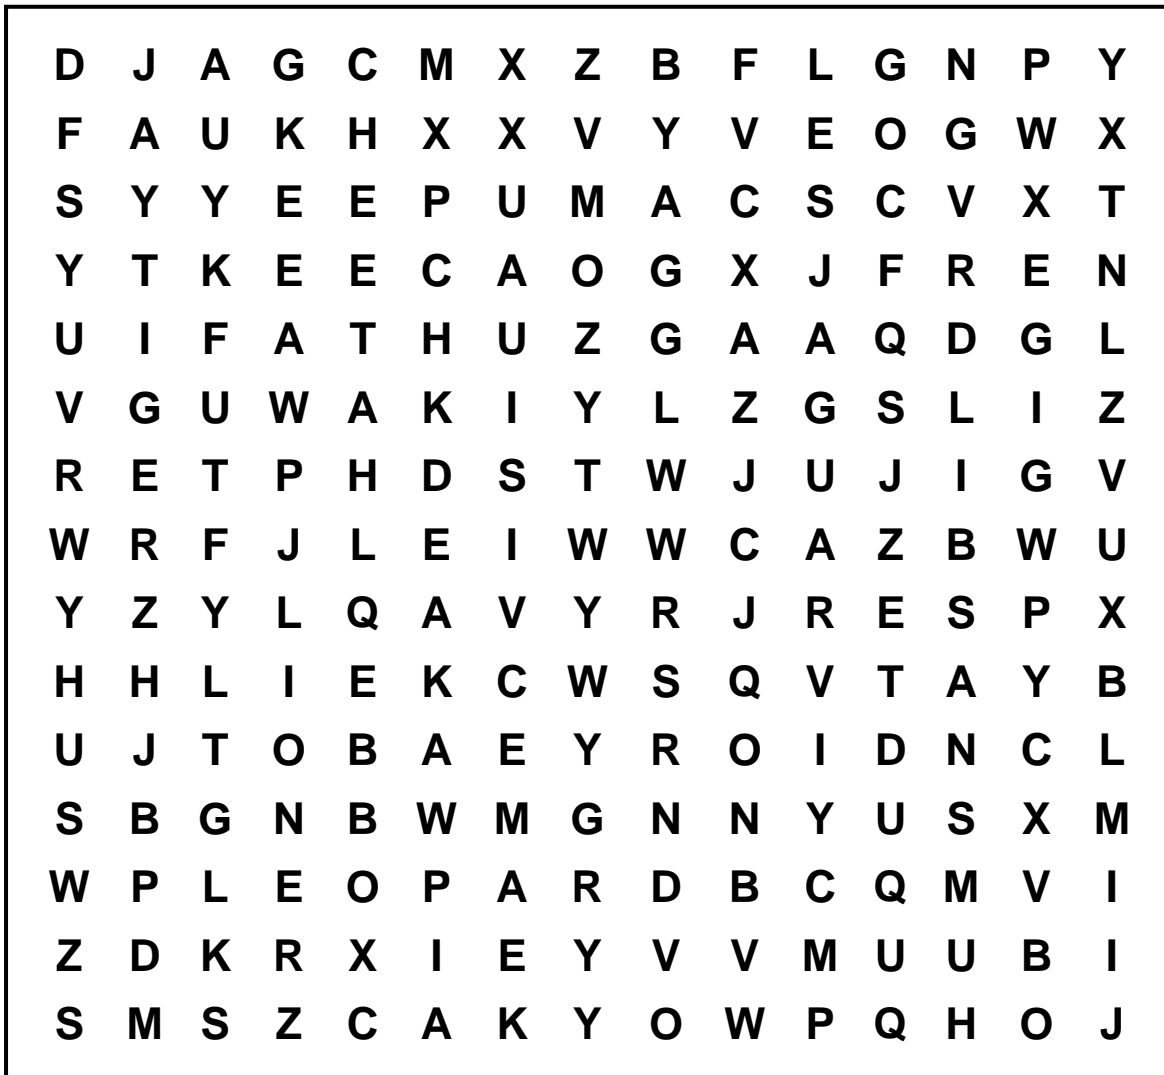 D J A G C M X Z B F L G N P Y
F A U K H X X V Y V E O G W X
S Y Y E E P U M A C S C V X T
Y T K E E C A O G X J F R E N
U I F A T H U Z G A A Q D G L
V G U W A K I Y L Z G S L I Z
R E T P H D S T W J U J I G V
W R F J L E I W W C A Z B W U
Y Z Y L Q A V Y R J R E S P X
H H L I E K C W S Q V T A Y B
U J T O B A E Y R O I D N C L
S B G N B W M G N N Y U S X M
W P L E O P A R D B C Q M V I
Z D K R X I E Y V V M U U B I
S M S Z C A K Y O W P Q H O J